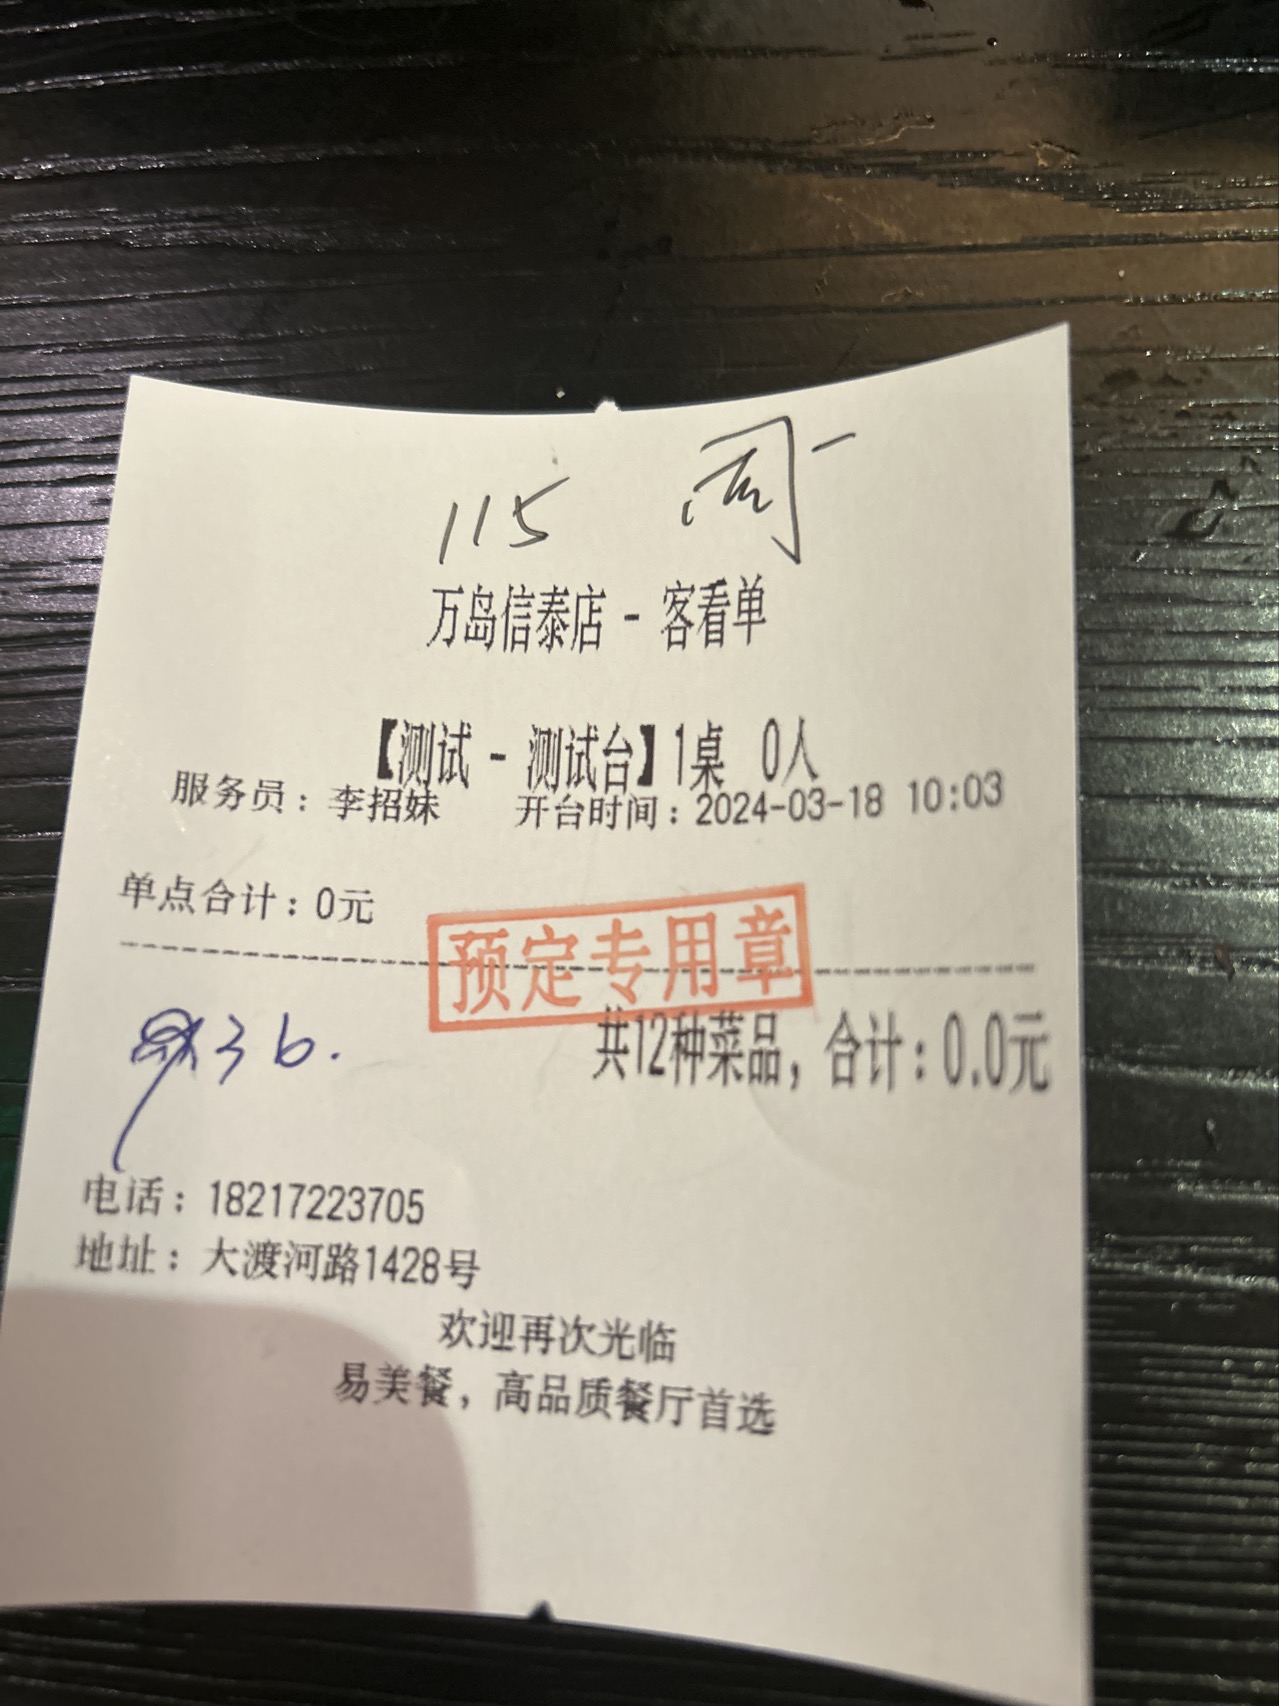 115 周一
万岛信泰店 - 客看单
【测试 - 测试台】1桌 0人
服务员：李招妹 开台时间：2024-03-18 10:03
单点合计：0元
预定专用章
共12种菜品，合计：0.0元
36.
电话：18217223705
地址：大渡河路1428号
欢迎再次光临
易美餐，高品质餐厅首选